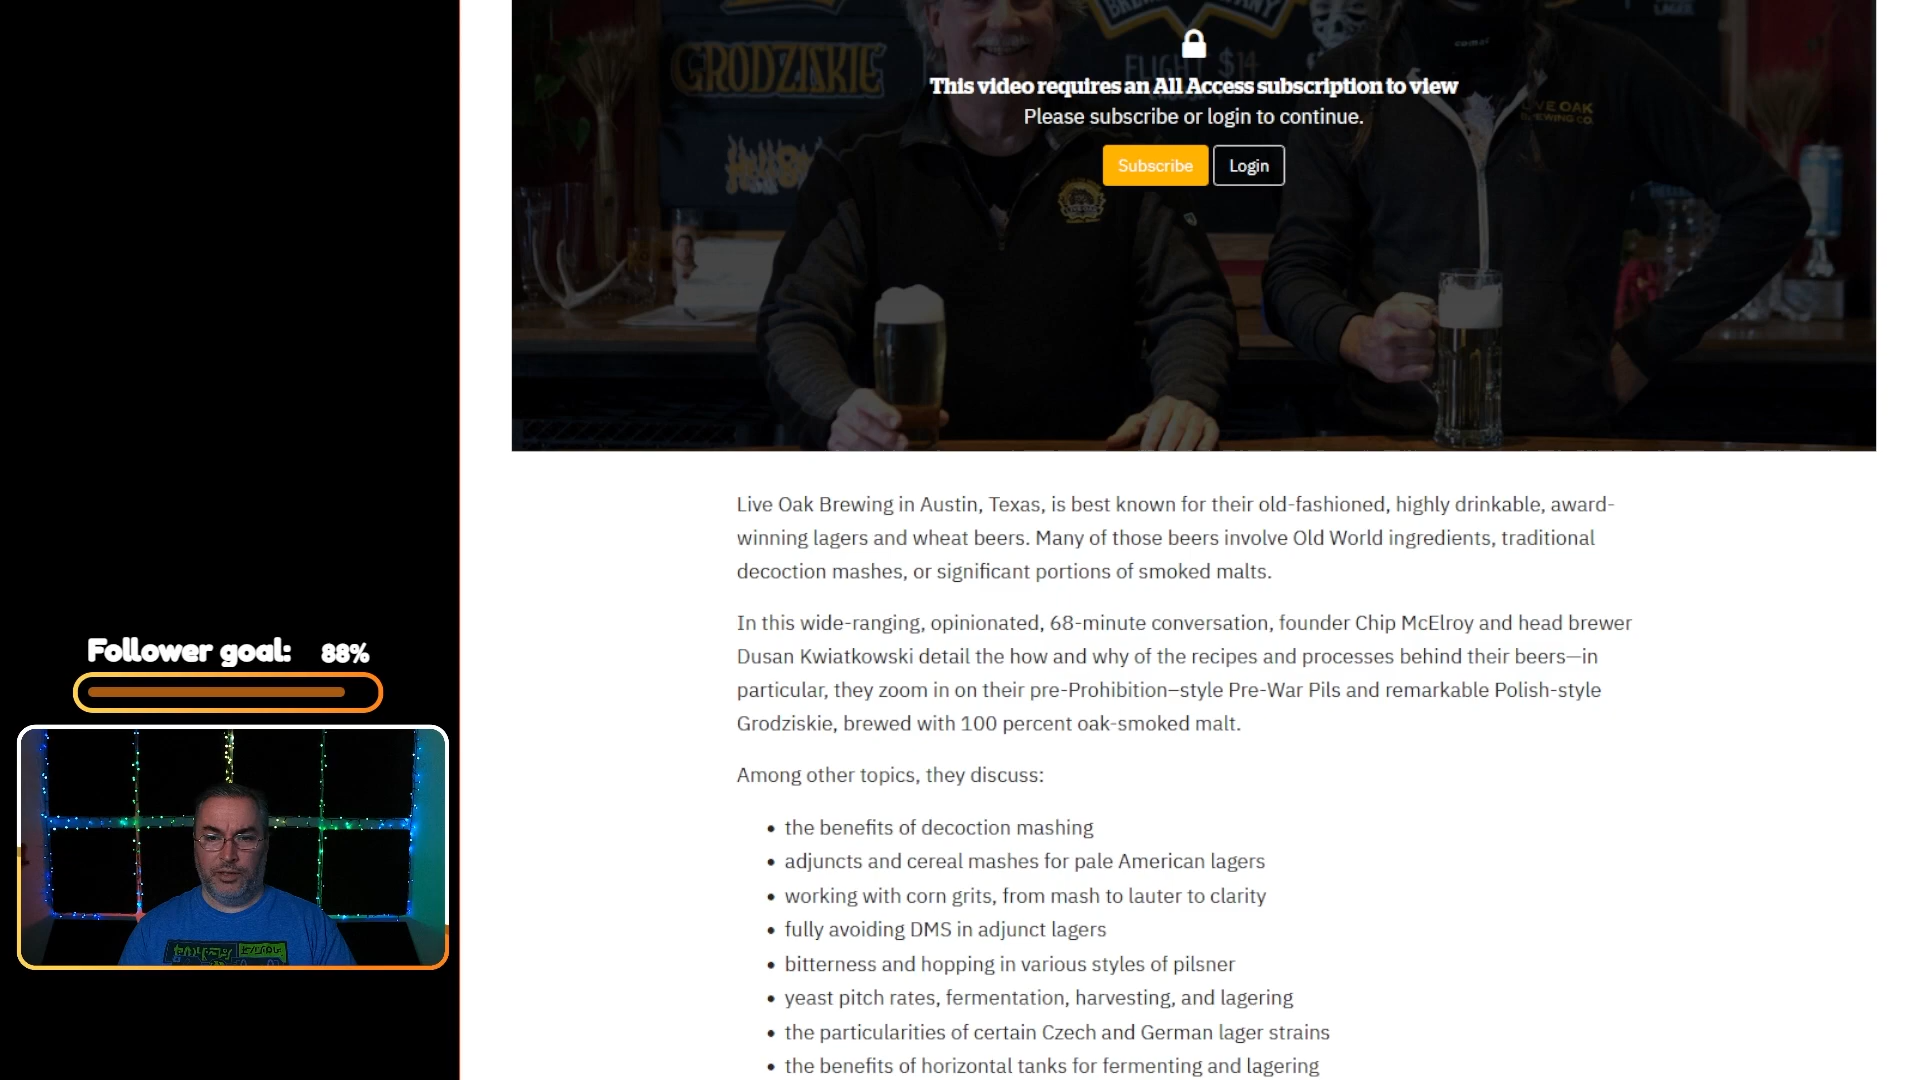 GRODZISKIE
FLIGHT $14
This video requires an All Access subscription to view
Please subscribe or login to continue.
Subscribe
Login
LIVE OAK
BREWING CO.
Live Oak Brewing in Austin, Texas, is best known for their old-fashioned, highly drinkable, award-
winning lagers and wheat beers. Many of those beers involve Old World ingredients, traditional
decoction mashes, or significant portions of smoked malts.
In this wide-ranging, opinionated, 68-minute conversation, founder Chip McElroy and head brewer
Dusan Kwiatkowski detail the how and why of the recipes and processes behind their beers—in
particular, they zoom in on their pre-Prohibition–style Pre-War Pils and remarkable Polish-style
Grodziskie, brewed with 100 percent oak-smoked malt.
Among other topics, they discuss:
• the benefits of decoction mashing
• adjuncts and cereal mashes for pale American lagers
• working with corn grits, from mash to lauter to clarity
• fully avoiding DMS in adjunct lagers
• bitterness and hopping in various styles of pilsner
• yeast pitch rates, fermentation, harvesting, and lagering
• the particularities of certain Czech and German lager strains
• the benefits of horizontal tanks for fermenting and lagering
Follower goal: 88%